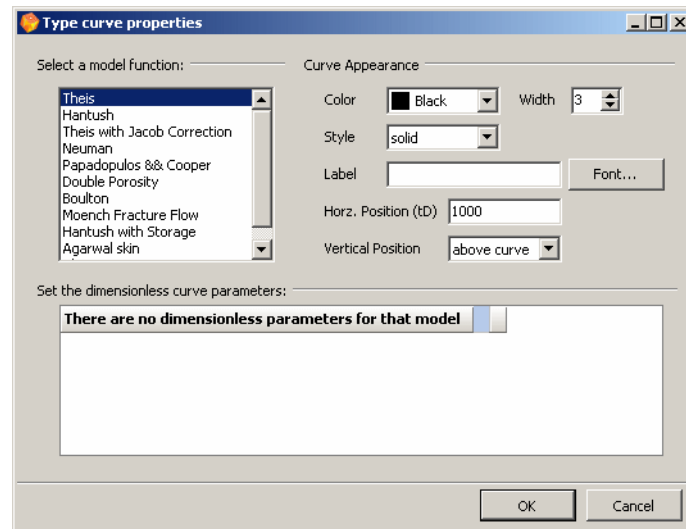 Type curve properties
Select a model function:
Theis
Hantush
Theis with Jacob Correction
Neuman
Papadopulos && Cooper
Double Porosity
Boulton
Moench Fracture Flow
Hantush with Storage
Agarwal skin
Curve Appearance
Color Black Width 3
Style solid
Label Font...
Horz. Position (tD) 1000
Vertical Position above curve
Set the dimensionless curve parameters:
There are no dimensionless parameters for that model
OK Cancel